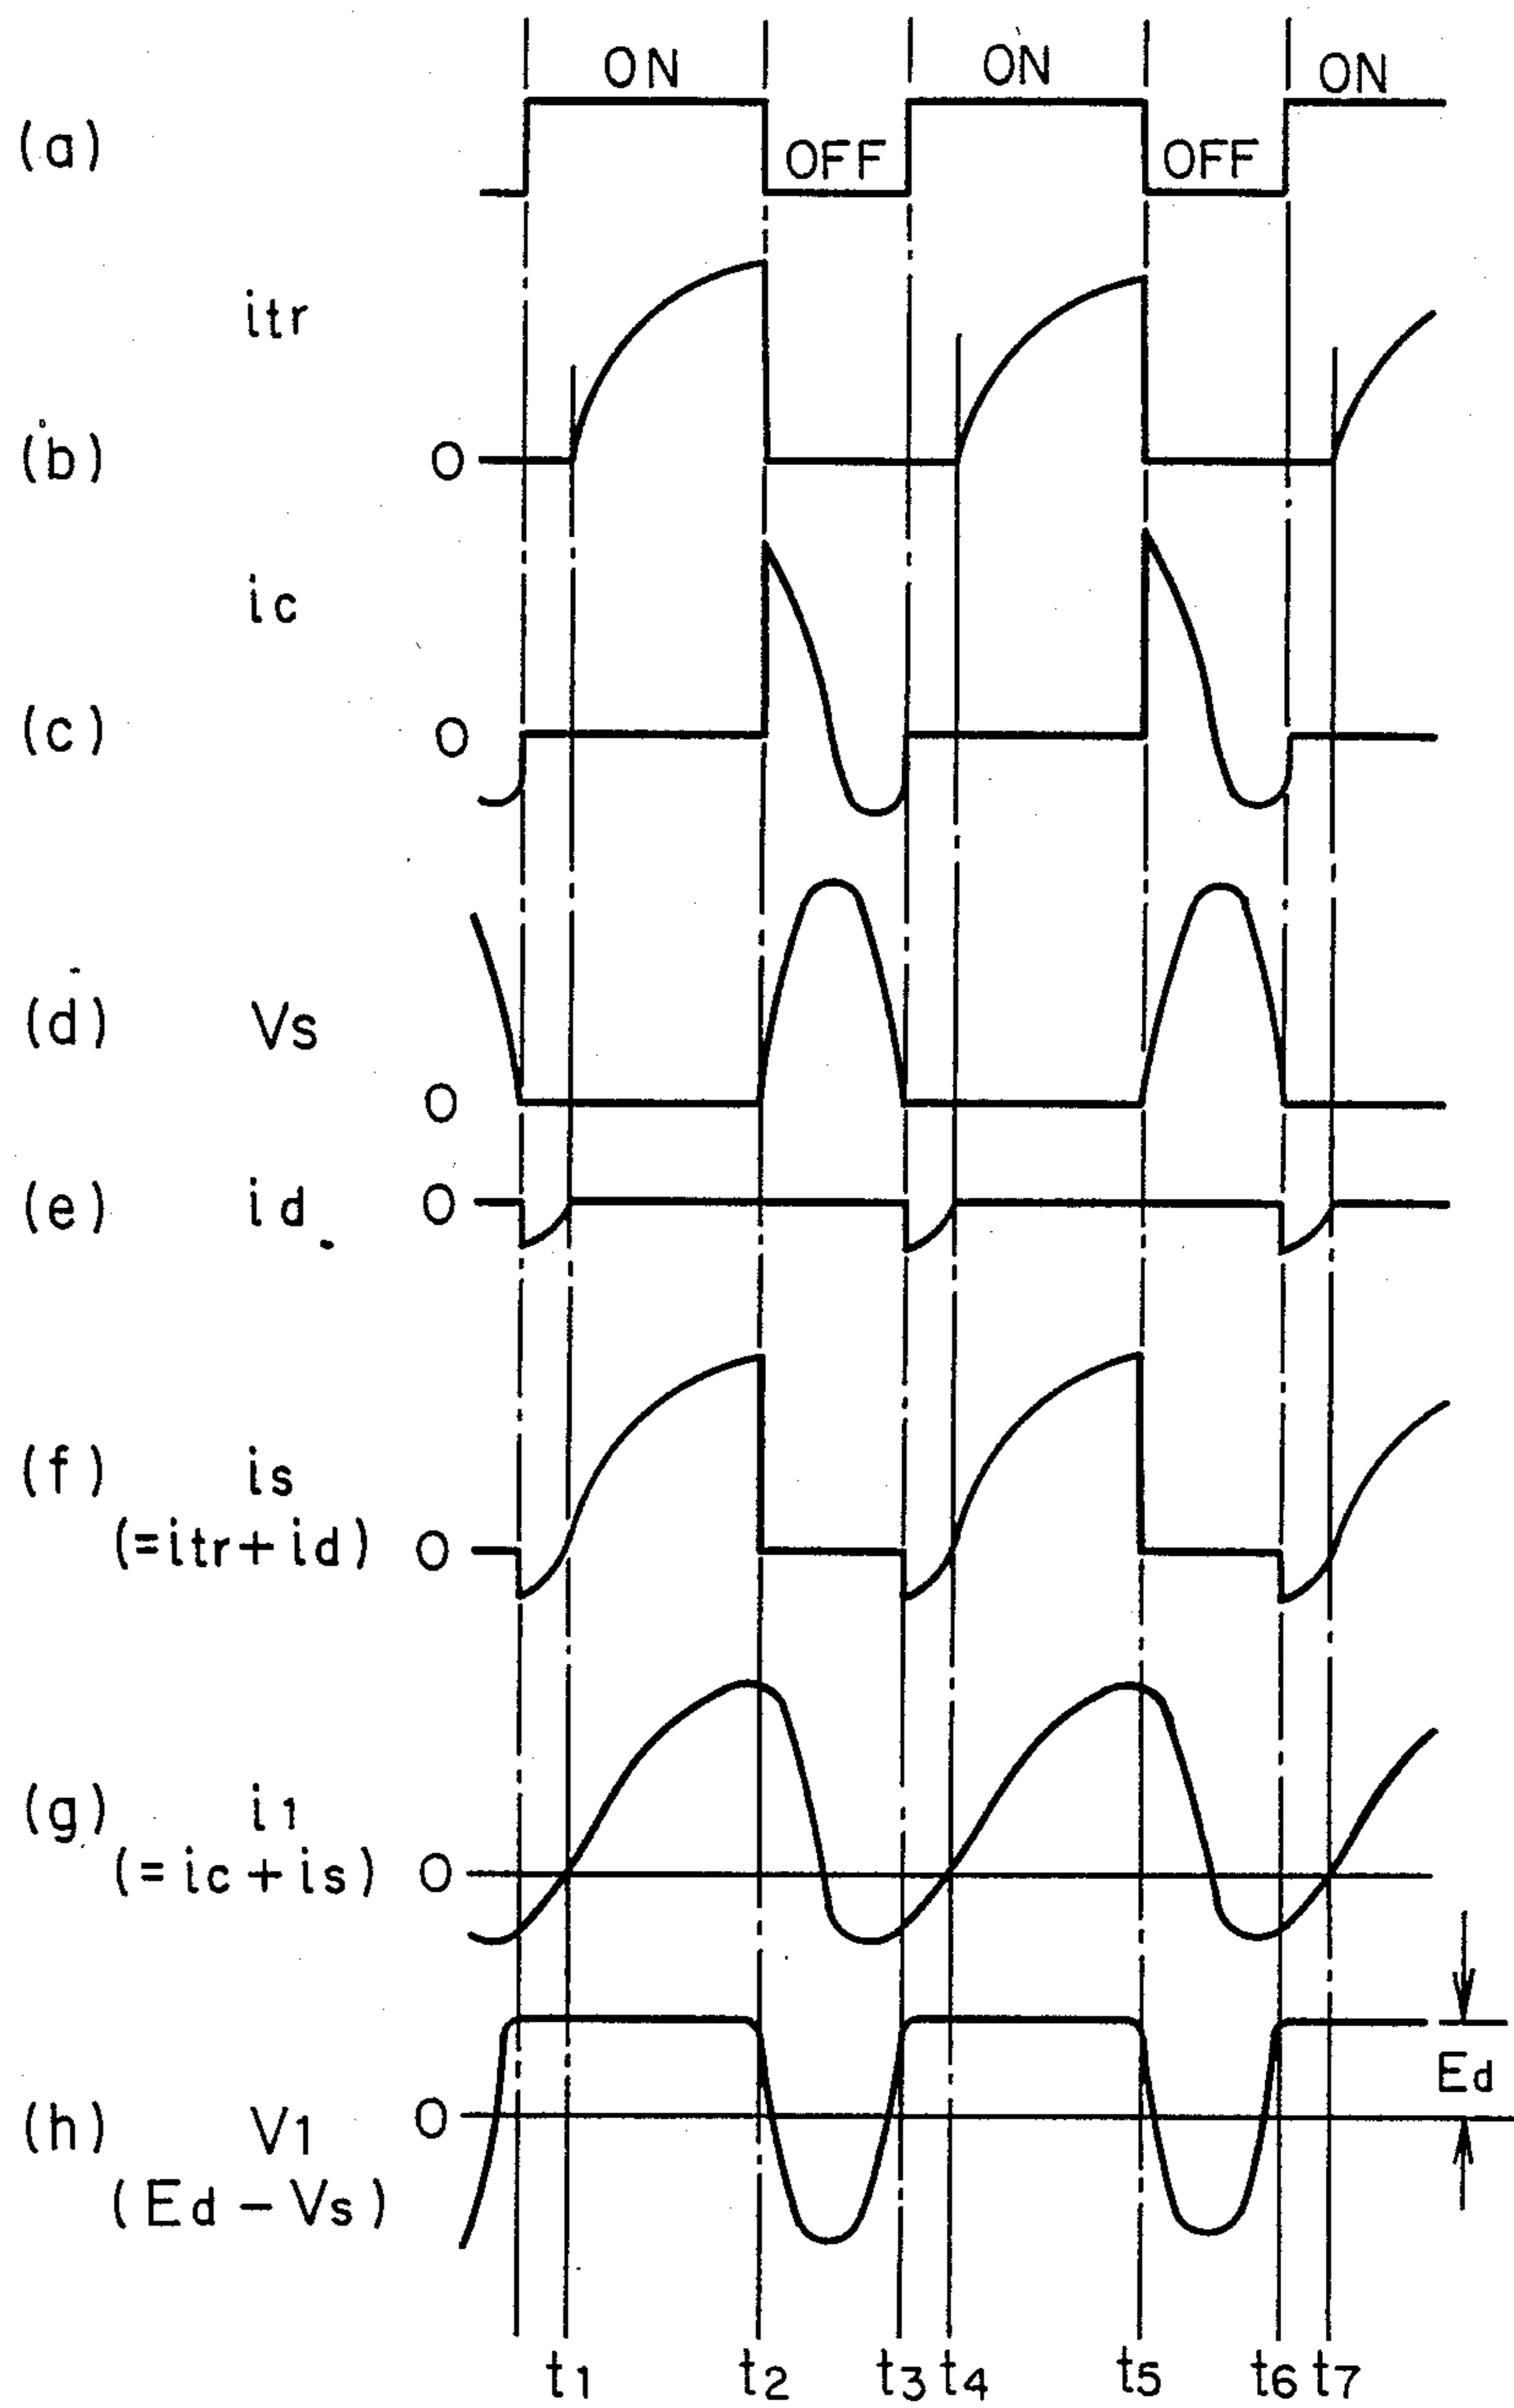 ON ON ON
(a) OFF OFF
itr
(b) O
ic
(c) O
(d) Vs
O
(e) id O
(f) is
(=itr+id) O
(g) i1
(=ic+is) O
Ed
(h) V1 O
(Ed-Vs)
t1 t2 t3 t4 t5 t6 t7